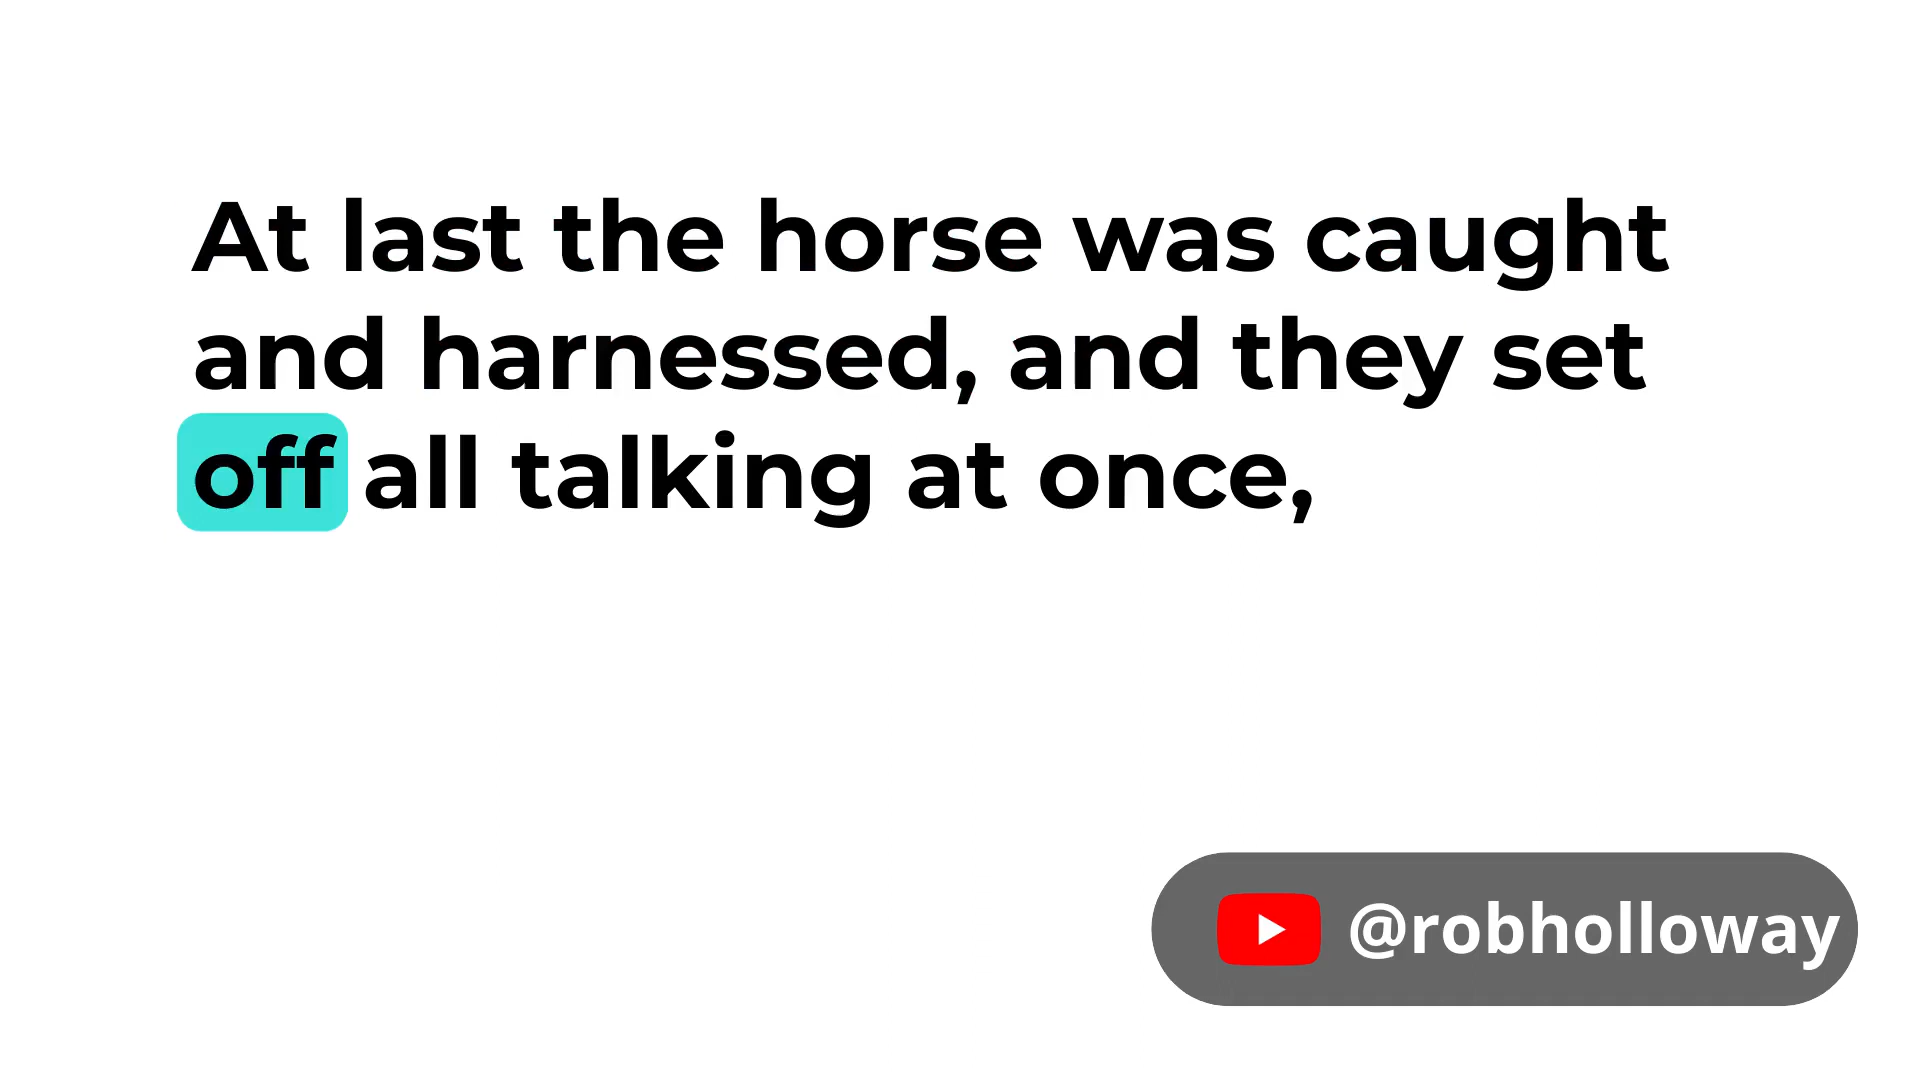 At last the horse was caught
and harnessed, and they set
off all talking at once,
@robholloway